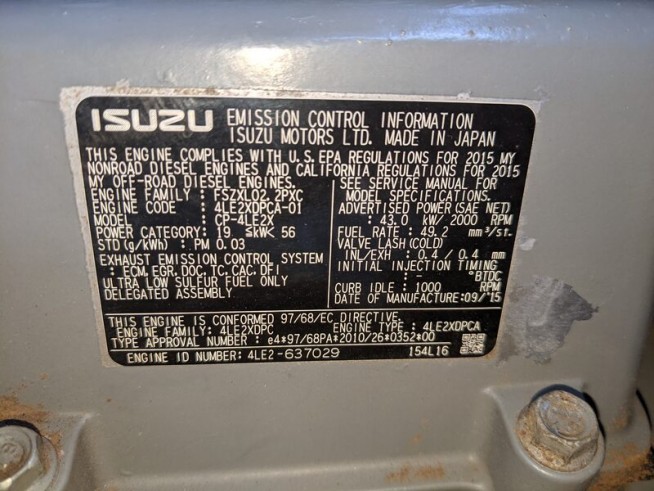 ISUZU EMISSION CONTROL INFORMATION
ISUZU MOTORS LTD. MADE IN JAPAN
THIS ENGINE COMPLIES WITH U.S. EPA REGULATIONS FOR 2015 MY
NONROAD DIESEL ENGINES AND CALIFORNIA REGULATIONS FOR 2015
MY OFF-ROAD DIESEL ENGINES.
ENGINE FAMILY : FSZXL02.2PXC
ENGINE CODE : 4LE2XDPCA-01
MODEL : CP-4LE2X
POWER CATEGORY: 19 ≤kW< 56
STD (g/kWh) : PM 0.03
EXHAUST EMISSION CONTROL SYSTEM
: ECM, EGR, DOC, TC, CAC, DFI
ULTRA LOW SULFUR FUEL ONLY
DELEGATED ASSEMBLY
SEE SERVICE MANUAL FOR
MODEL SPECIFICATIONS.
ADVERTISED POWER(SAE NET)
: 43.0 kW/2000 RPM
FUEL RATE : 49.2 mm³/st.
VALVE LASH(COLD)
IN/EXH : 0.4 / 0.4 mm
INITIAL INJECTION TIMING
: °BTDC
CURB IDLE : 1000 RPM
DATE OF MANUFACTURE:09/'15
THIS ENGINE IS CONFORMED 97/68/EC DIRECTIVE.
ENGINE FAMILY: 4LE2XDPC ENGINE TYPE : 4LE2XDPCA
TYPE APPROVAL NUMBER : e4*97/68PA*2010/26*0352*00
ENGINE ID NUMBER: 4LE2-637029 154L16